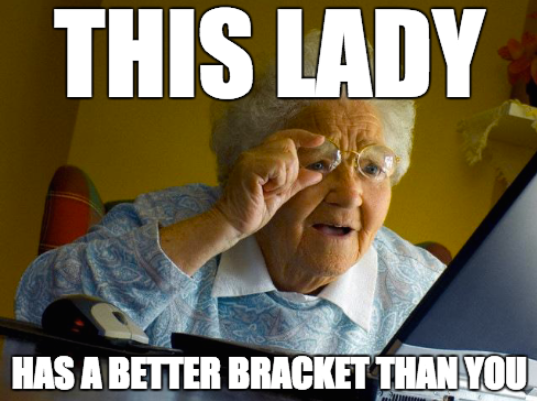 THIS LADY
HAS A BETTER BRACKET THAN YOU